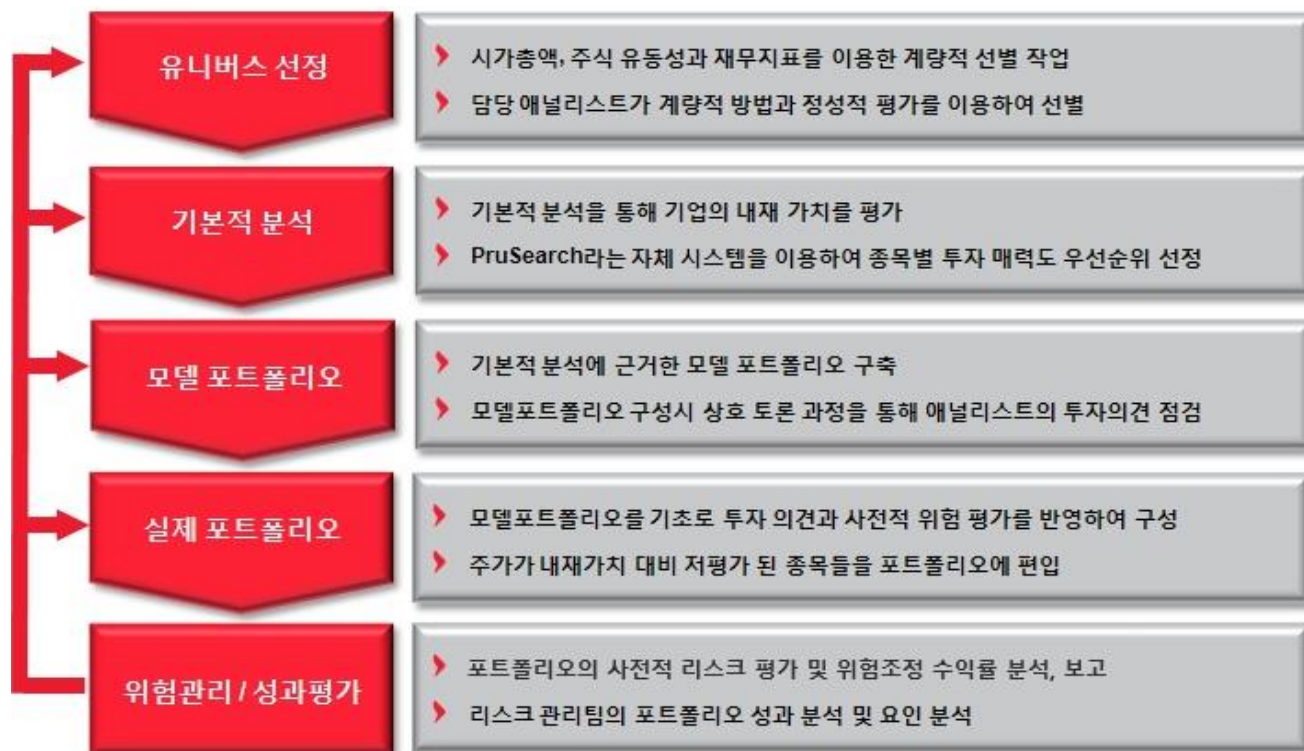 유니버스 선정
시가총액, 주식 유동성과 재무지표를 이용한 계량적 선별 작업
담당 애널리스트가 계량적 방법과 정성적 평가를 이용하여 선별
기본적 분석
기본적 분석을 통해 기업의 내재 가치를 평가
PruSearch라는 자체 시스템을 이용하여 종목별 투자 매력도 우선순위 선정
모델 포트폴리오
기본적 분석에 근거한 모델 포트폴리오 구축
모델포트폴리오 구성시 상호 토론 과정을 통해 애널리스트의 투자의견 점검
실제 포트폴리오
모델포트폴리오를 기초로 투자 의견과 사전적 위험 평가를 반영하여 구성
주가가 내재가치 대비 저평가 된 종목들을 포트폴리오에 편입
위험관리 / 성과평가
포트폴리오의 사전적 리스크 평가 및 위험조정 수익률 분석, 보고
리스크 관리팀의 포트폴리오 성과 분석 및 요인 분석